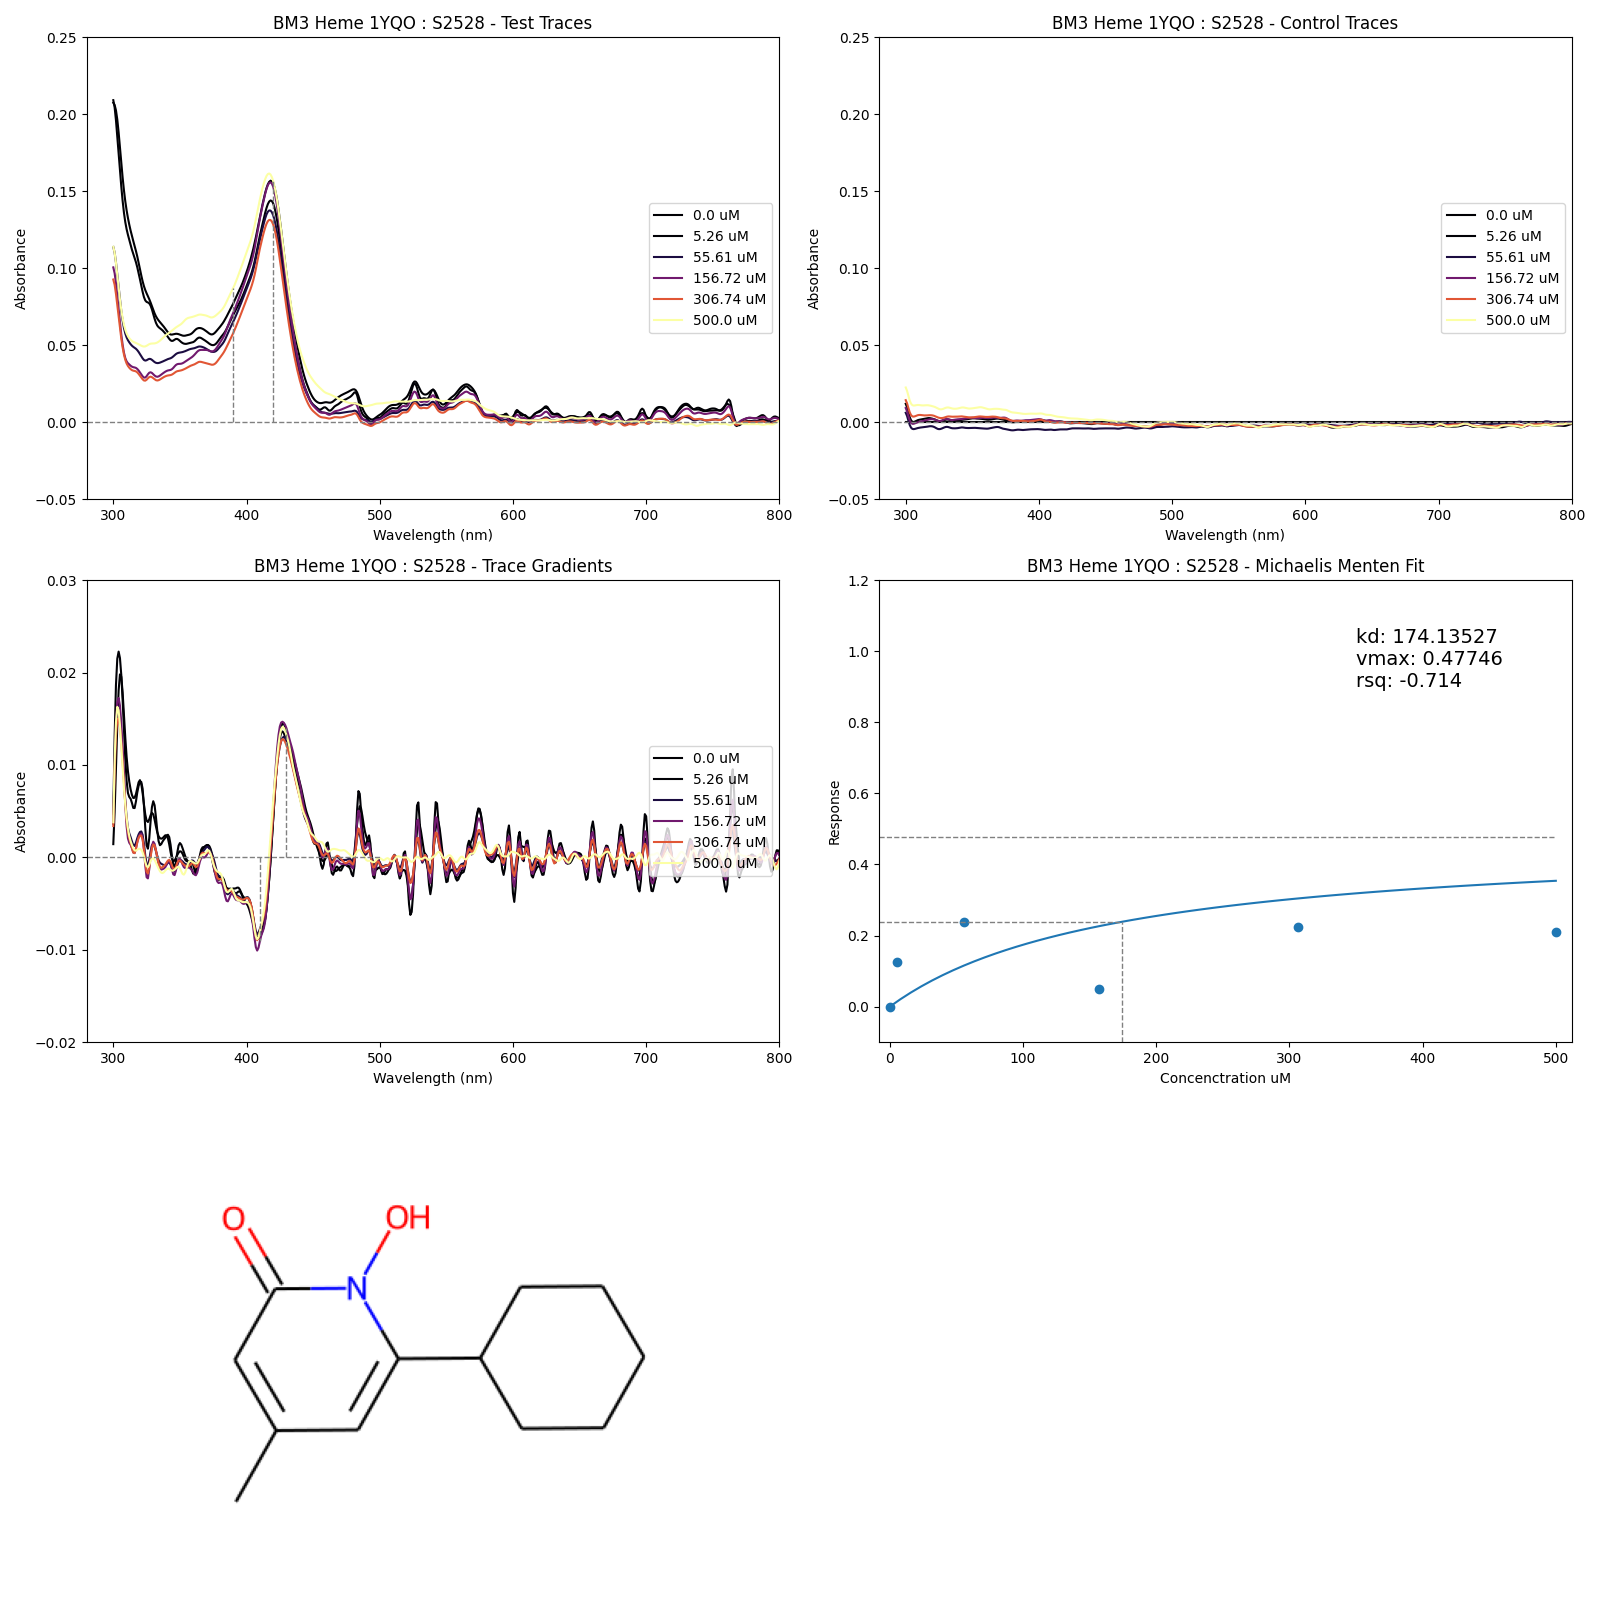 BM3 Heme 1YQO : S2528 - Test Traces
0.25
0.20
0.15
0.10
0.05
0.00
−0.05
Absorbance
300
400
500
600
700
800
Wavelength (nm)
0.0 uM
5.26 uM
55.61 uM
156.72 uM
306.74 uM
500.0 uM
BM3 Heme 1YQO : S2528 - Control Traces
0.25
0.20
0.15
0.10
0.05
0.00
−0.05
Absorbance
300
400
500
600
700
800
Wavelength (nm)
0.0 uM
5.26 uM
55.61 uM
156.72 uM
306.74 uM
500.0 uM
BM3 Heme 1YQO : S2528 - Trace Gradients
0.03
0.02
0.01
0.00
−0.01
−0.02
Absorbance
300
400
500
600
700
800
Wavelength (nm)
0.0 uM
5.26 uM
55.61 uM
156.72 uM
306.74 uM
500.0 uM
BM3 Heme 1YQO : S2528 - Michaelis Menten Fit
1.2
1.0
0.8
0.6
0.4
0.2
0.0
Response
kd: 174.13527
vmax: 0.47746
rsq: -0.714
0
100
200
300
400
500
Concenctration uM
O
OH
N